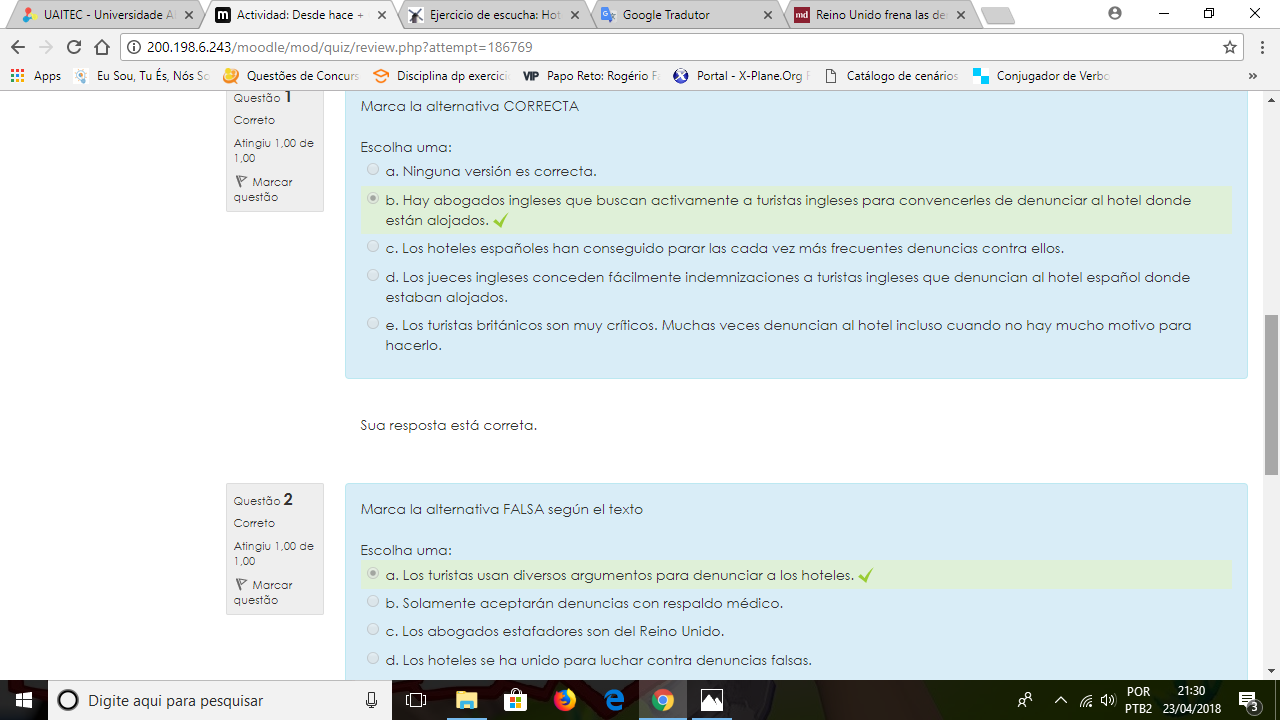 UAITEC - Universidade A
Actividad: Desde hace +
Ejercicio de escucha: Hot
Google Tradutor
Reino Unido frena las de
200.198.6.243/moodle/mod/quiz/review.php?attempt=186769
Apps
Eu Sou, Tu És, Nós So
Questões de Concurs
Disciplina dp exercici
VIP Papo Reto: Rogério F
Portal - X-Plane.Org F
Catálogo de cenários
Conjugador de Verbo
»
Questão 1
Correto
Atingiu 1,00 de
1,00
Marcar
questão
Marca la alternativa CORRECTA
Escolha uma:
a. Ninguna versión es correcta.
b. Hay abogados ingleses que buscan activamente a turistas ingleses para convencerles de denunciar al hotel donde
están alojados.
c. Los hoteles españoles han conseguido parar las cada vez más frecuentes denuncias contra ellos.
d. Los jueces ingleses conceden fácilmente indemnizaciones a turistas ingleses que denuncian al hotel español donde
estaban alojados.
e. Los turistas británicos son muy críticos. Muchas veces denuncian al hotel incluso cuando no hay mucho motivo para
hacerlo.
Sua resposta está correta.
Questão 2
Correto
Atingiu 1,00 de
1,00
Marcar
questão
Marca la alternativa FALSA según el texto
Escolha uma:
a. Los turistas usan diversos argumentos para denunciar a los hoteles.
b. Solamente aceptarán denuncias con respaldo médico.
c. Los abogados estafadores son del Reino Unido.
d. Los hoteles se ha unido para luchar contra denuncias falsas.
Digite aqui para pesquisar
POR
PTB2
21:30
23/04/2018
3